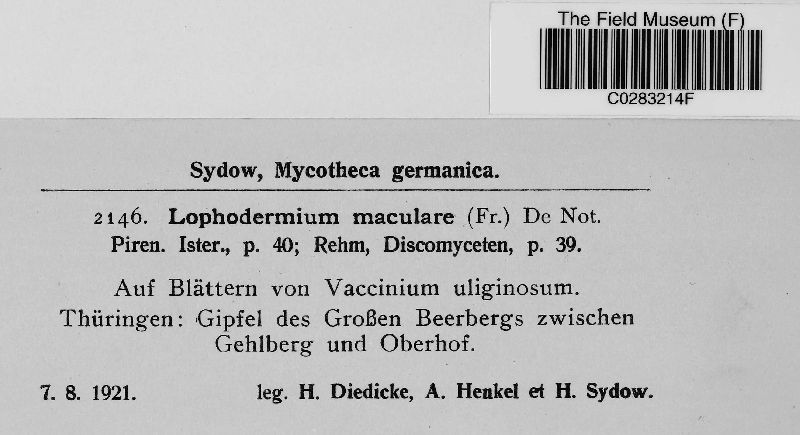 The Field Museum (F)
C0283214F
Sydow, Mycotheca germanica.
2146. Lophodermium maculare (Fr.) De Not.
Piren. Ister., p. 40; Rehm, Discomyceten, p. 39.
Auf Blättern von Vaccinium uliginosum.
Thüringen: Gipfel des Großen Beerbergs zwischen
Gehlberg und Oberhof.
7. 8. 1921. leg. H. Diedicke, A. Henkel et H. Sydow.